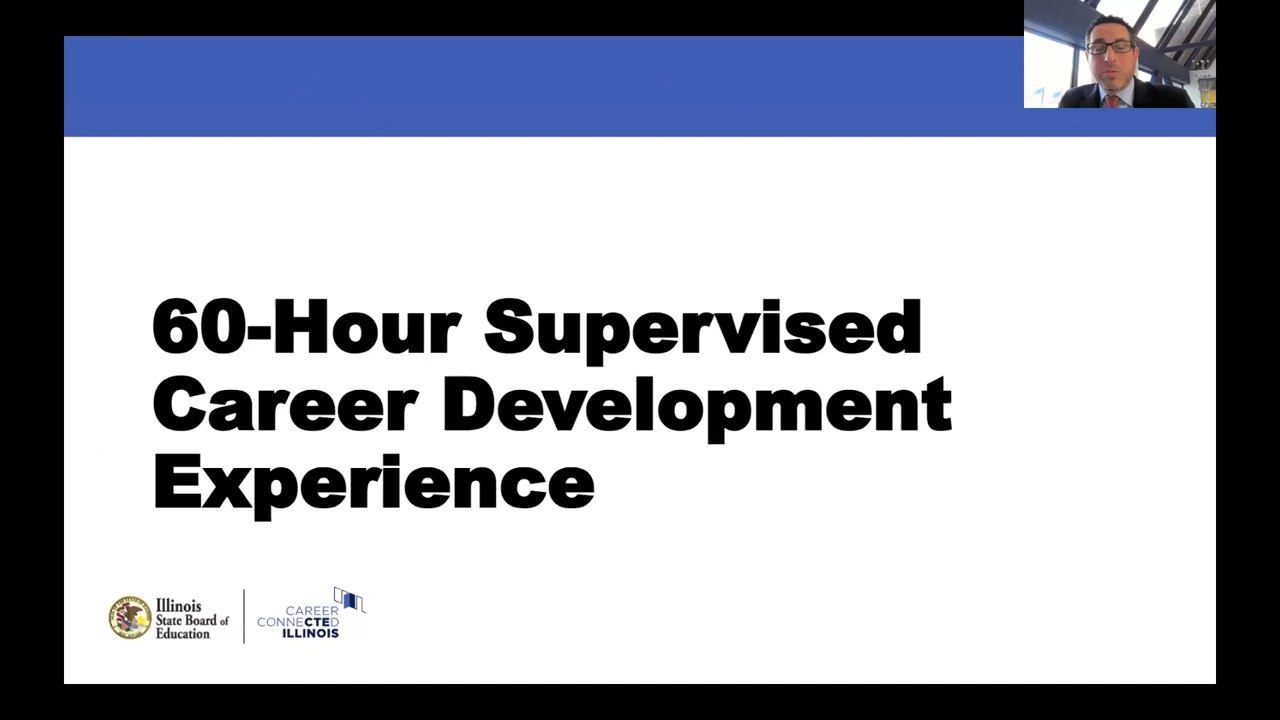 60-Hour Supervised
Career Development
Experience
Illinois
State Board of
Education
CAREER
CONNECTED
ILLINOIS